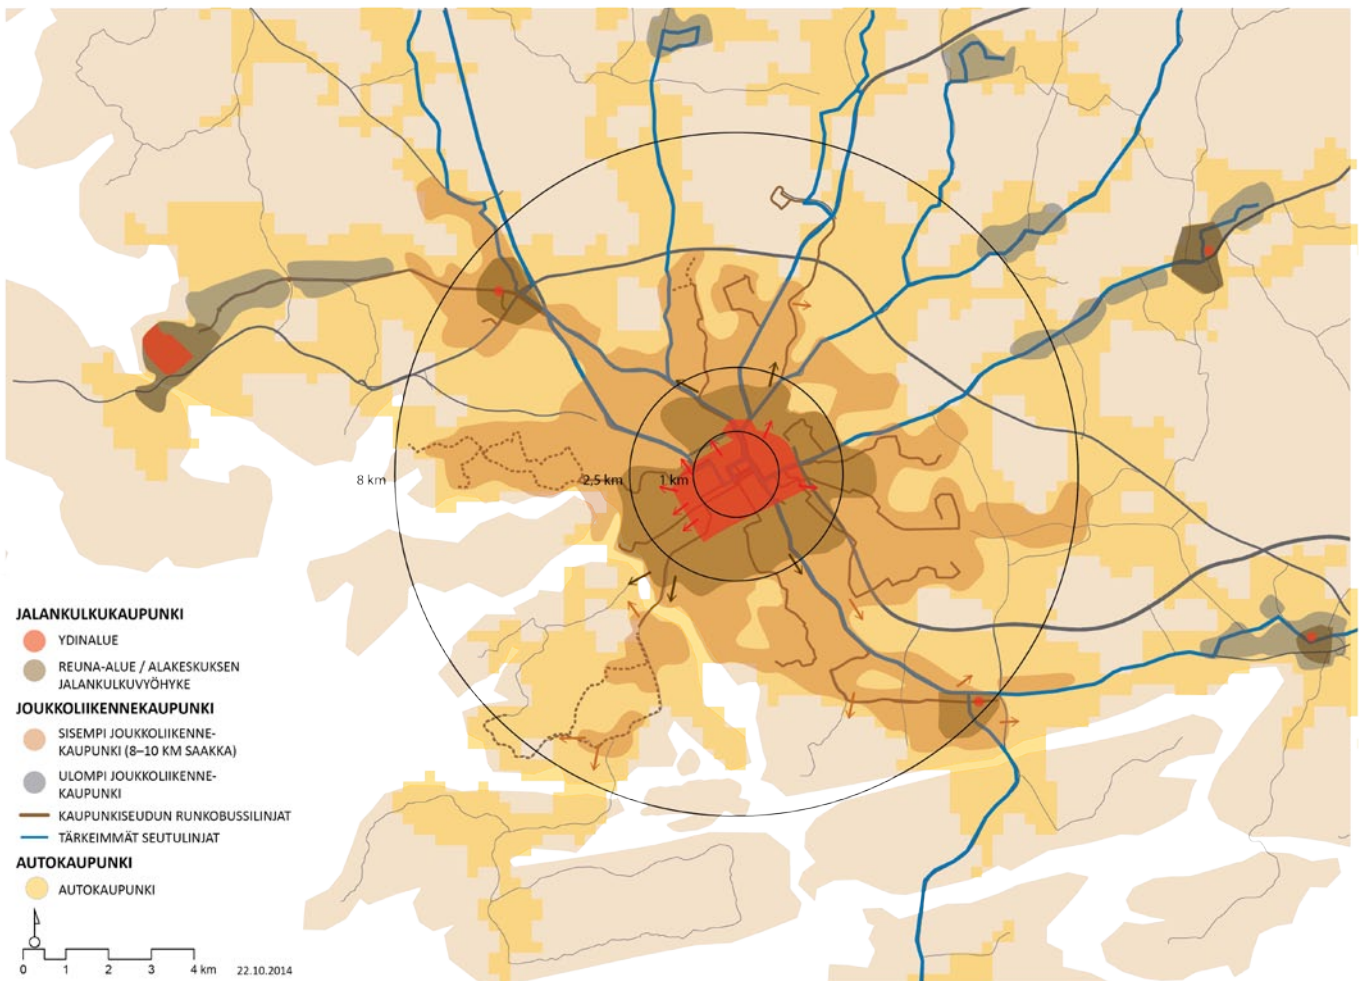 8 km
2,5 km
1 km
JALANKULKUKAUPUNKI
YDINALUE
REUNA-ALUE / ALAKESKUKSEN
JALANKULKUVYÖHYKE
JOUKKOLIIKENNEKAUPUNKI
SISEMPI JOUKKOLIIKENNE-
KAUPUNKI (8–10 KM SAAKKA)
ULOMPI JOUKKOLIIKENNE-
KAUPUNKI
KAUPUNKISEUDUN RUNKOBUSSILINJAT
TÄRKEIMMÄT SEUTULINJAT
AUTOKAUPUNKI
AUTOKAUPUNKI
0 1 2 3 4 km 22.10.2014